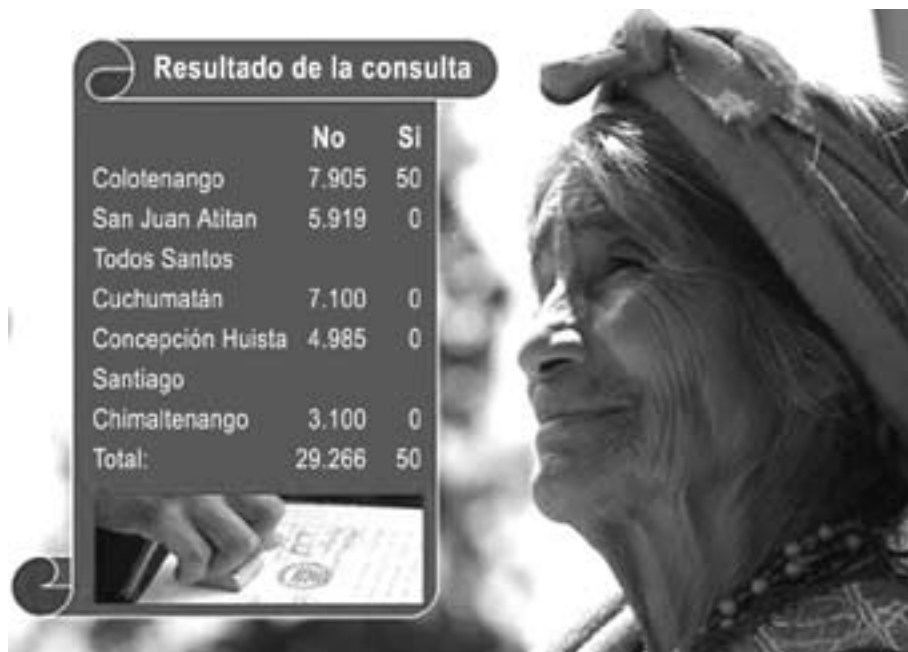 Resultado de la consulta
No Si
Colotenango 7.905 50
San Juan Atitan 5.919 0
Todos Santos
Cuchumatán 7.100 0
Concepción Huista 4.985 0
Santiago
Chimaltenango 3.100 0
Total: 29.266 50